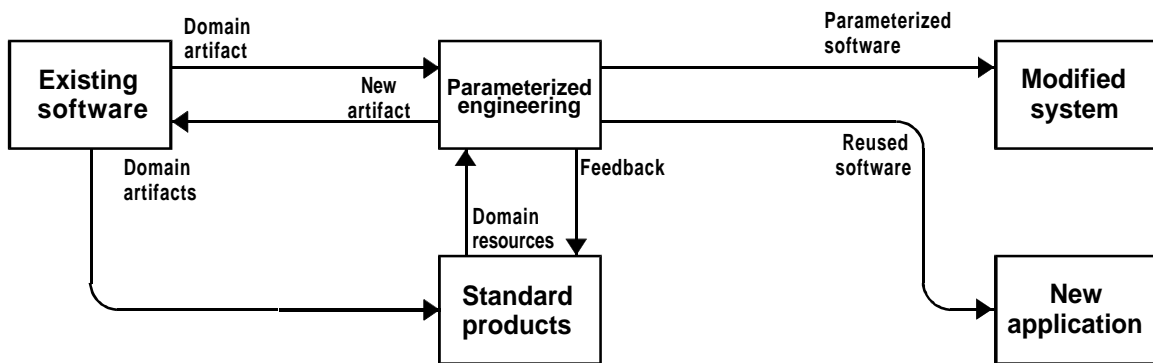 Domain
artifact
Parameterized
software
Existing
software
New
artifact
Parameterized
engineering
Modified
system
Reused
software
Domain
artifacts
Feedback
Domain
resources
Standard
products
New
application